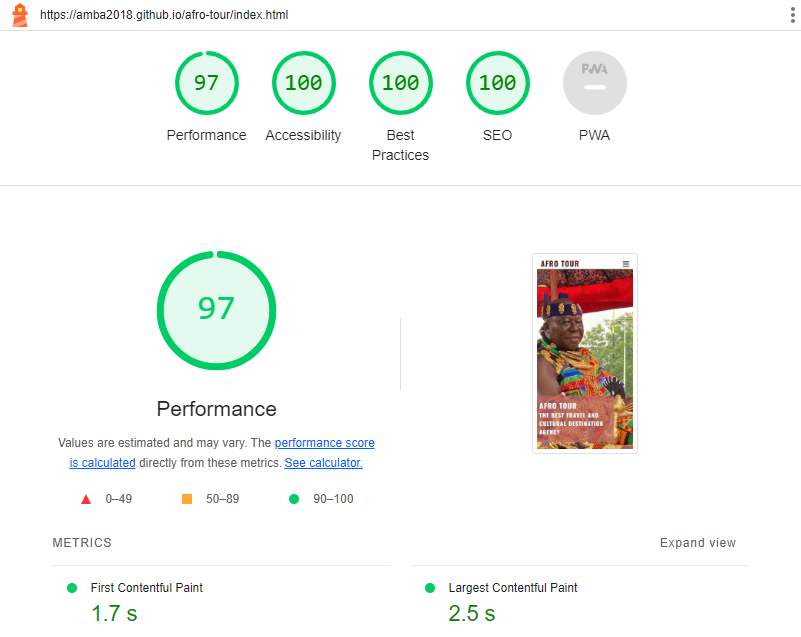 https://amba2018.github.io/afro-tour/index.html
97
100
100
100
PWA
Performance
Accessibility
Best
Practices
SEO
PWA
97
Performance
Values are estimated and may vary. The performance score
is calculated directly from these metrics. See calculator.
0–49
50–89
90–100
AFRO TOUR
AFRO TOUR
THE BEST TRAVEL AND
CULTURAL DESTINATION
AGENCY
METRICS
Expand view
First Contentful Paint
1.7 s
Largest Contentful Paint
2.5 s